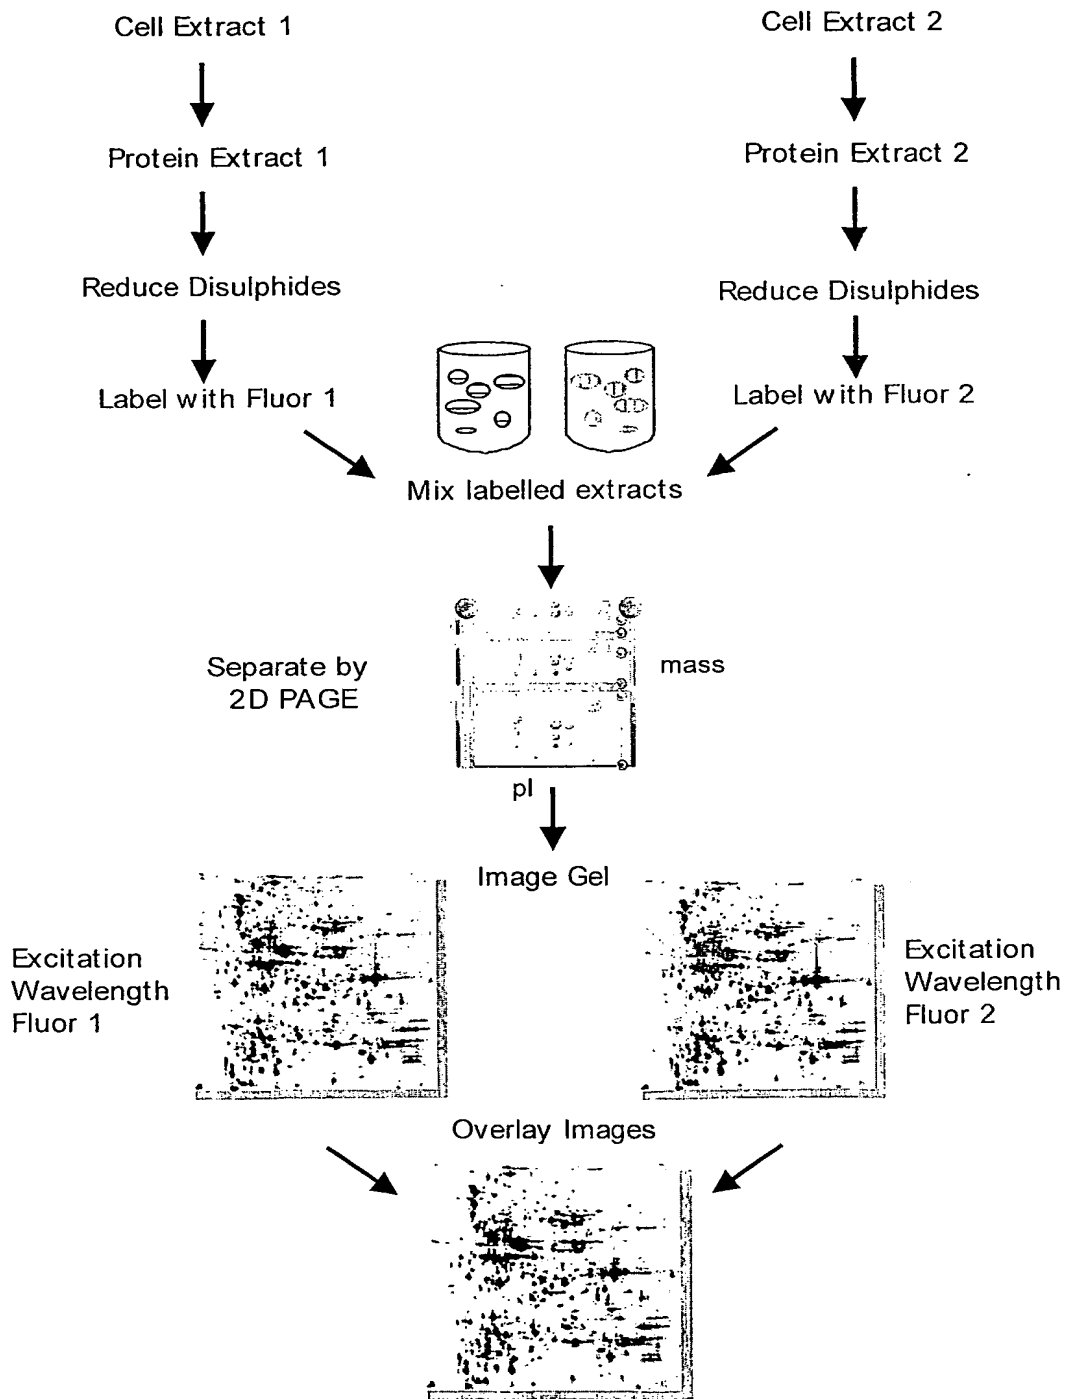 Cell Extract 1
Cell Extract 2
Protein Extract 1
Protein Extract 2
Reduce Disulphides
Reduce Disulphides
Label with Fluor 1
Label with Fluor 2
Mix labelled extracts
Separate by
2D PAGE
mass
pI
Image Gel
Excitation
Wavelength
Fluor 1
Excitation
Wavelength
Fluor 2
Overlay Images